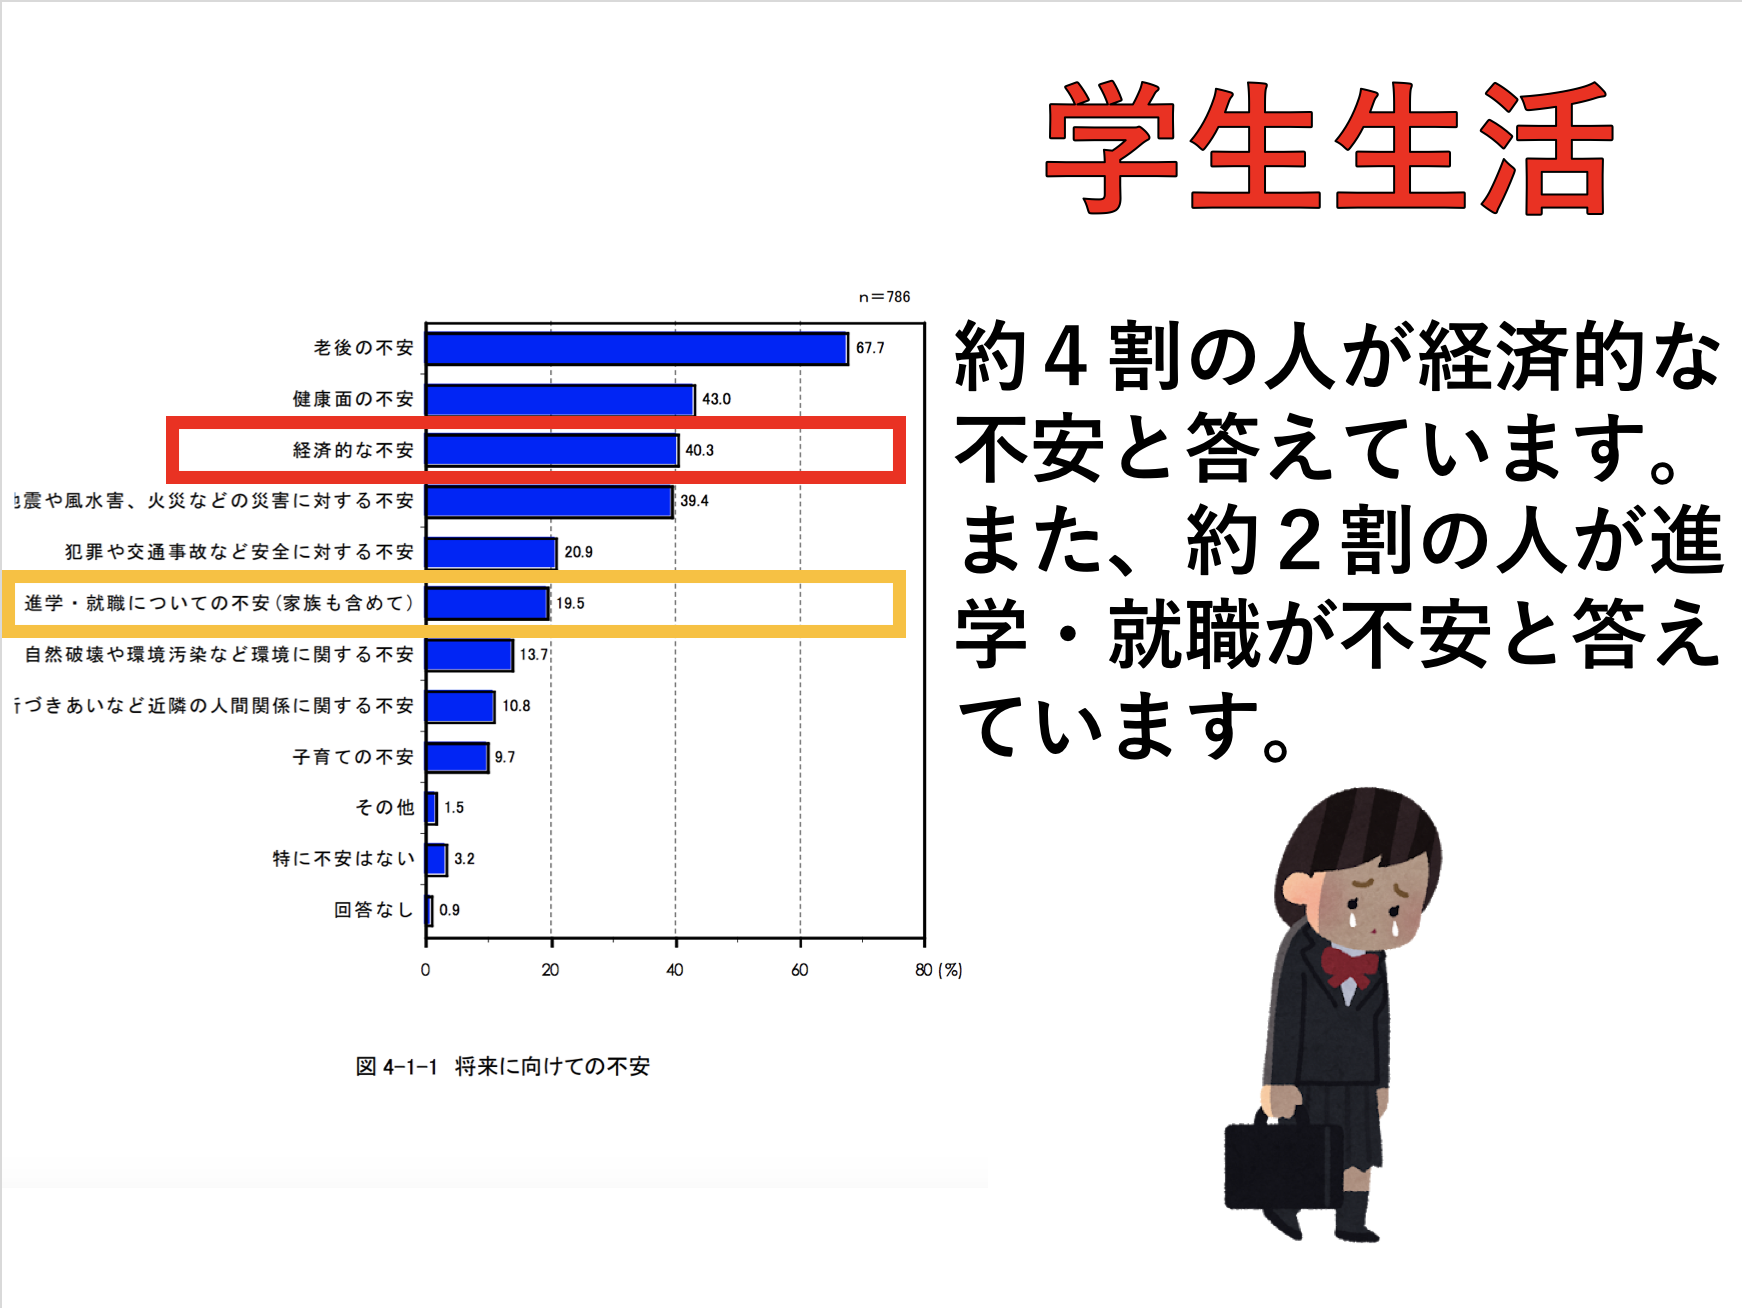 学生生活
n＝786
老後の不安 67.7
健康面の不安 43.0
経済的な不安 40.3
震や風水害、火災などの災害に対する不安 39.4
犯罪や交通事故など安全に対する不安 20.9
進学・就職についての不安(家族も含めて) 19.5
自然破壊や環境汚染など環境に関する不安 13.7
づきあいなど近隣の人間関係に関する不安 10.8
子育ての不安 9.7
その他 1.5
特に不安はない 3.2
回答なし 0.9
0 20 40 60 80 (%)
図 4-1-1 将来に向けての不安
約４割の人が経済的な
不安と答えています。
また、約２割の人が進
学・就職が不安と答え
ています。